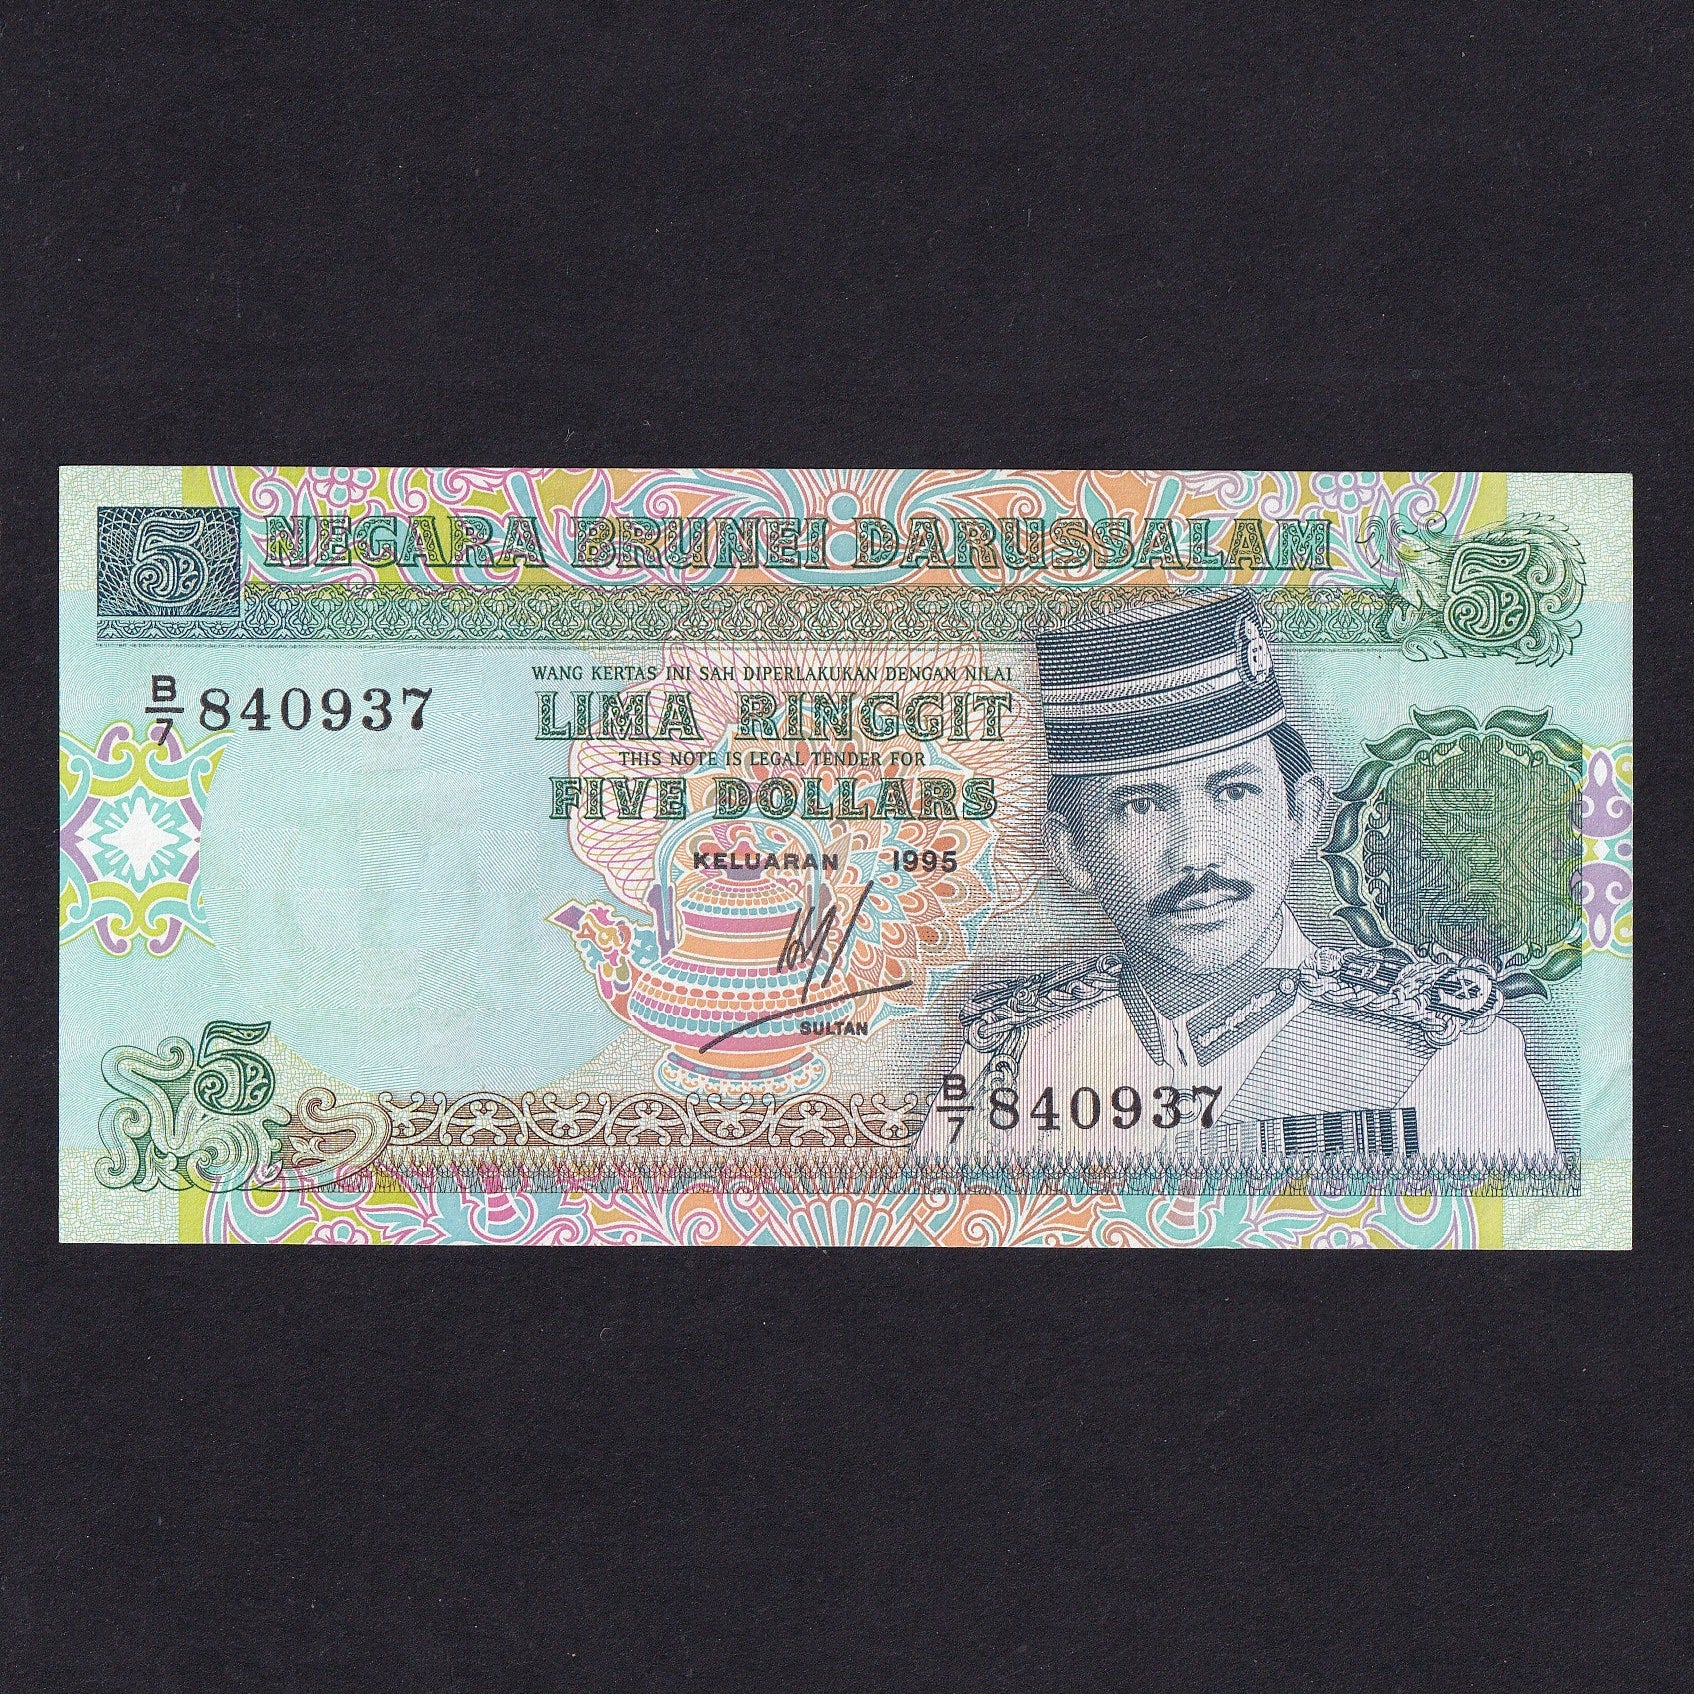 5 NEGARA BRUNEI DARUSSALAM 5
B/7 840937
WANG KERTAS INI SAH DIPERLAKUKAN DENGAN NILAI
LIMA RINGGIT
THIS NOTE IS LEGAL TENDER FOR
FIVE DOLLARS
KELUARAN 1995
SULTAN
5
B/7 840937